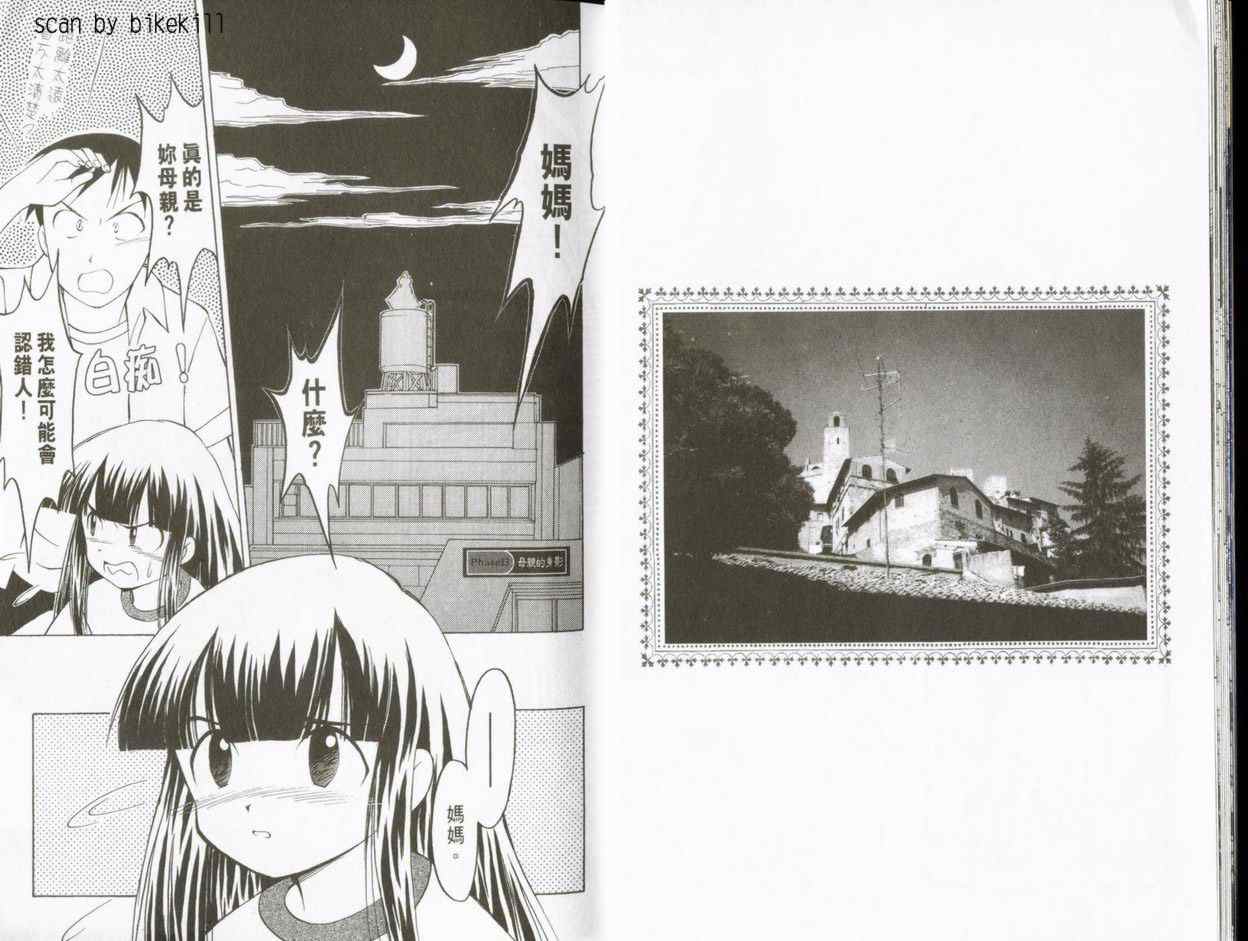 scan by bikekill
媽媽！
什麼？
Phase13
母親的身影
真的是
妳母親？
白痴！
我怎麼可能會
認錯人！
——
媽媽。